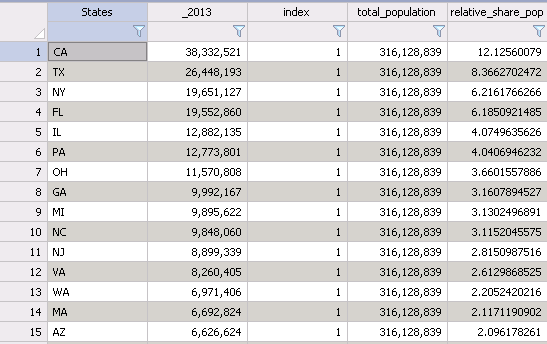 States _2013 index total_population relative_share_pop
1 CA 38,332,521 1 316,128,839 12.12560079
2 TX 26,448,193 1 316,128,839 8.3662702472
3 NY 19,651,127 1 316,128,839 6.2161766266
4 FL 19,552,860 1 316,128,839 6.1850921485
5 IL 12,882,135 1 316,128,839 4.0749635626
6 PA 12,773,801 1 316,128,839 4.0406946232
7 OH 11,570,808 1 316,128,839 3.6601557886
8 GA 9,992,167 1 316,128,839 3.1607894527
9 MI 9,895,622 1 316,128,839 3.1302496891
10 NC 9,848,060 1 316,128,839 3.1152045575
11 NJ 8,899,339 1 316,128,839 2.8150987516
12 VA 8,260,405 1 316,128,839 2.6129868525
13 WA 6,971,406 1 316,128,839 2.2052420216
14 MA 6,692,824 1 316,128,839 2.1171190902
15 AZ 6,626,624 1 316,128,839 2.096178261